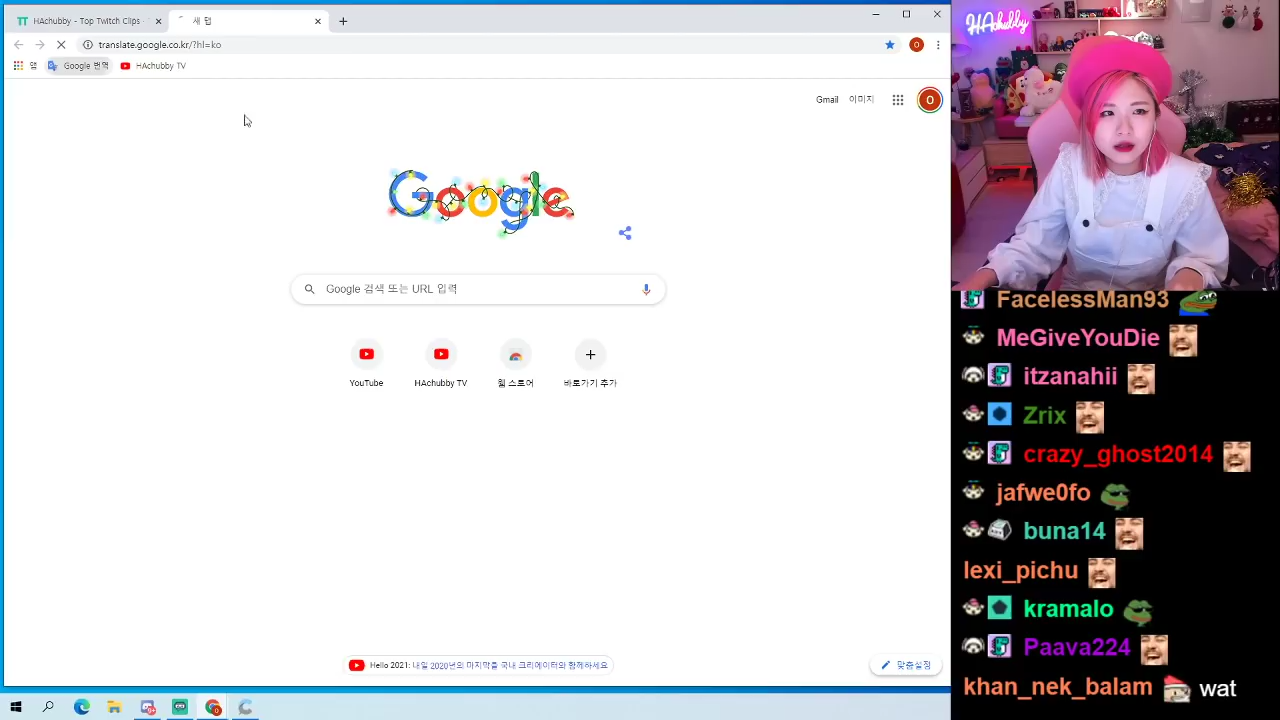 HAchubby - Top Twitch Clips -
새 탭
translate.google.co.kr/?hl=ko
앱
Google 번역
HAchubby TV
Gmail
이미지
O
Google
Google 검색 또는 URL 입력
YouTube
HAchubby TV
웹 스토어
바로가기 추가
Hello 2021: 내일 2020년의 마지막을 국내 크리에이터와 함께하세요
맞춤설정
HAchubby
FacelessMan93
MeGiveYouDie
itzanahii
Zrix
crazy_ghost2014
jafwe0fo
buna14
lexi_pichu
kramalo
Paava224
khan_nek_balam wat